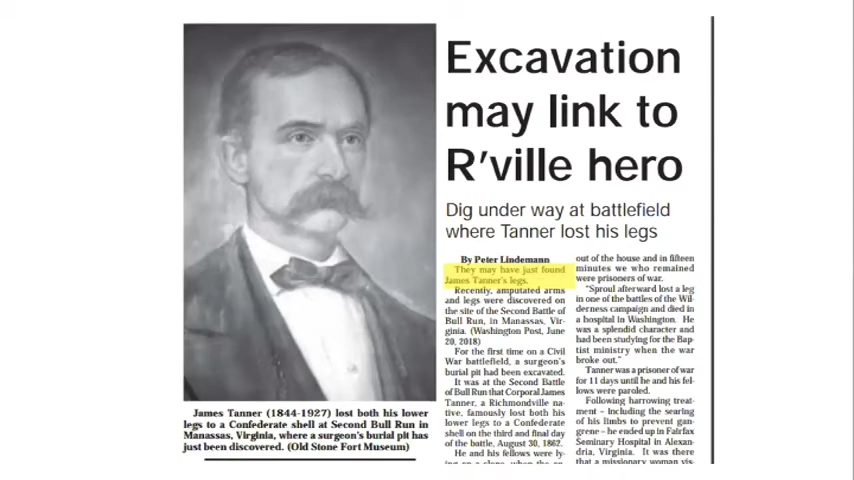 Excavation
may link to
R'ville hero
Dig under way at battlefield
where Tanner lost his legs
By Peter Lindemann
They may have just found
James Tanner's legs.
Recently, amputated arms
and legs were discovered on
the site of the Second Battle of
Bull Run, in Manassas, Vir-
ginia. (Washington Post, June
20, 2018)
For the first time on a Civil
War battlefield, a surgeon's
burial pit had been excavated.
It was at the Second Battle
of Bull Run that Corporal James
Tanner, a Richmondville na-
tive, famously lost both his
lower legs to a Confederate
shell on the third and final day
of the battle, August 30, 1862.
He and his fellows were ly-
ing on a slope, when the an-
out of the house and in fifteen
minutes we who remained
were prisoners of war.
"Sproul afterward lost a leg
in one of the battles of the Wil-
derness campaign and died in
a hospital in Washington. He
was a splendid character and
had been studying for the Bap-
tist ministry when the war
broke out."
Tanner was a prisoner of war
for 11 days until he and his fel-
lows were paroled.
Following harrowing treat-
ment – including the searing
of his limbs to prevent gan-
grene – he ended up in Fairfax
Seminary Hospital in Alexan-
dria, Virginia. It was there
that a missionary woman vis-
James Tanner (1844-1927) lost both his lower
legs to a Confederate shell at Second Bull Run in
Manassas, Virginia, where a surgeon's burial pit has
just been discovered. (Old Stone Fort Museum)